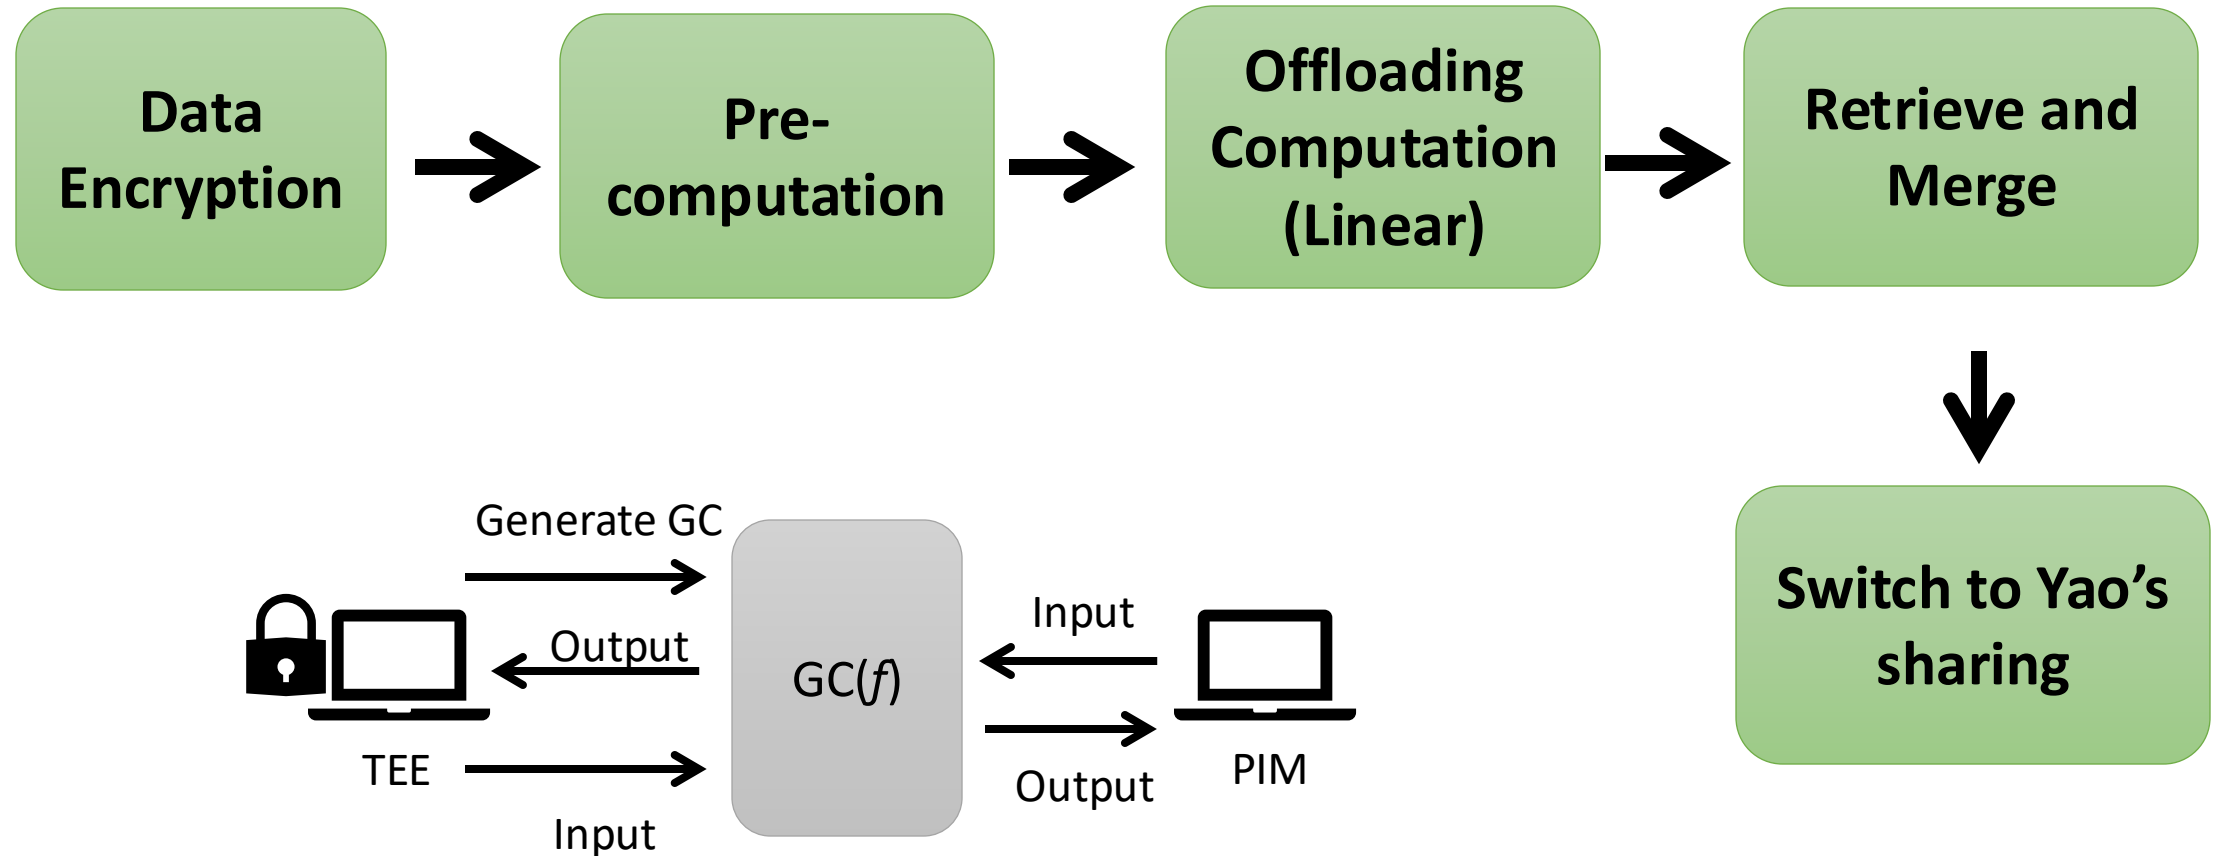 Data
Encryption
Pre-
computation
Offloading
Computation
(Linear)
Retrieve and
Merge
Switch to Yao’s
sharing
Generate GC
Output
TEE
Input
GC(f)
Input
Output
PIM